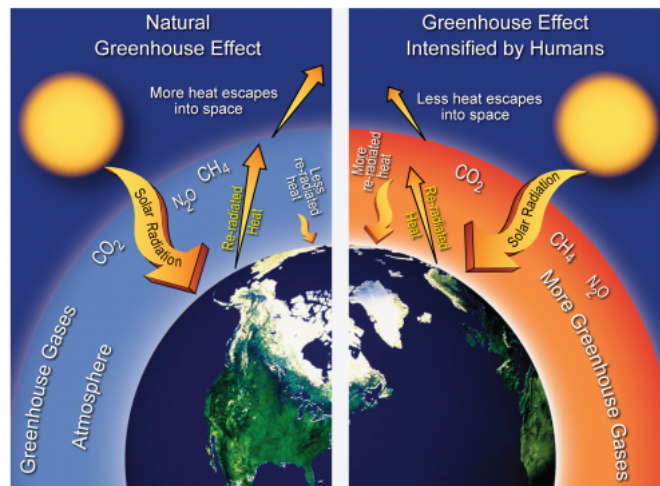 Natural
Greenhouse Effect
More heat escapes
into space
Solar Radiation
CO2
N2O
CH4
Re-radiated
Heat
Less
re-radiated
heat
Greenhouse Gases
Atmosphere
Greenhouse Effect
Intensified by Humans
Less heat escapes
into space
More
re-radiated
heat
Re-radiated
Heat
CO2
Solar Radiation
CH4
N2O
More Greenhouse Gases